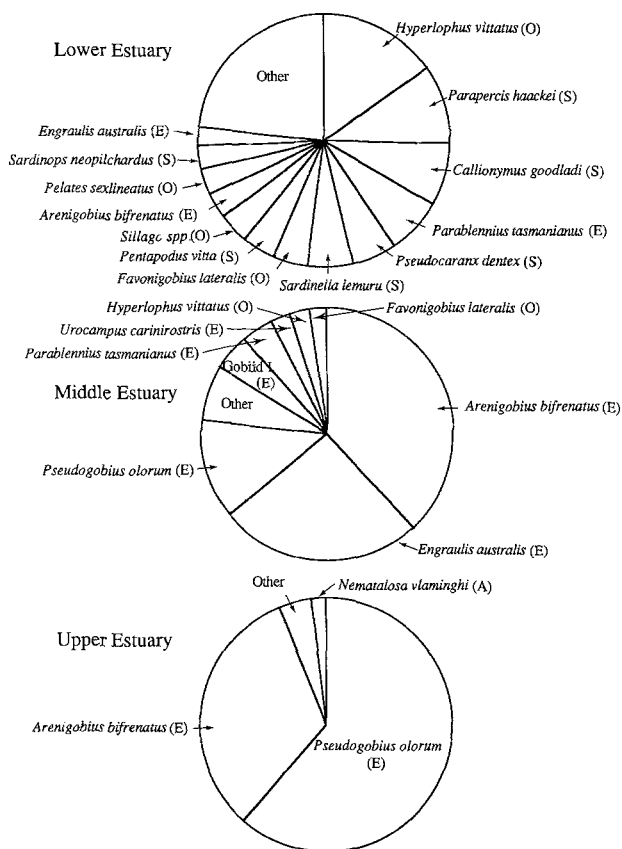 Hyperlophus vittatus (O)
Lower Estuary
Other
Parapercis haackei (S)
Engraulis australis (E)
Sardinops neopilchardus (S)
Callionymus goodladi (S)
Pelates sexlineatus (O)
Arenigobius bifrenatus (E)
Parablennius tasmanianus (E)
Sillago spp.(O)
Pentapodus vitta (S)
Pseudocaranx dentex (S)
Favonigobius lateralis (O)
Sardinella lemuru (S)
Hyperlophus vittatus (O)
Favonigobius lateralis (O)
Urocampus carinirostris (E)
Parablennius tasmanianus (E)
Gobiid 1
(E)
Middle Estuary
Other
Arenigobius bifrenatus (E)
Pseudogobius olorum (E)
Engraulis australis (E)
Other
Nematalosa vlaminghi (A)
Upper Estuary
Arenigobius bifrenatus (E)
Pseudogobius olorum
(E)